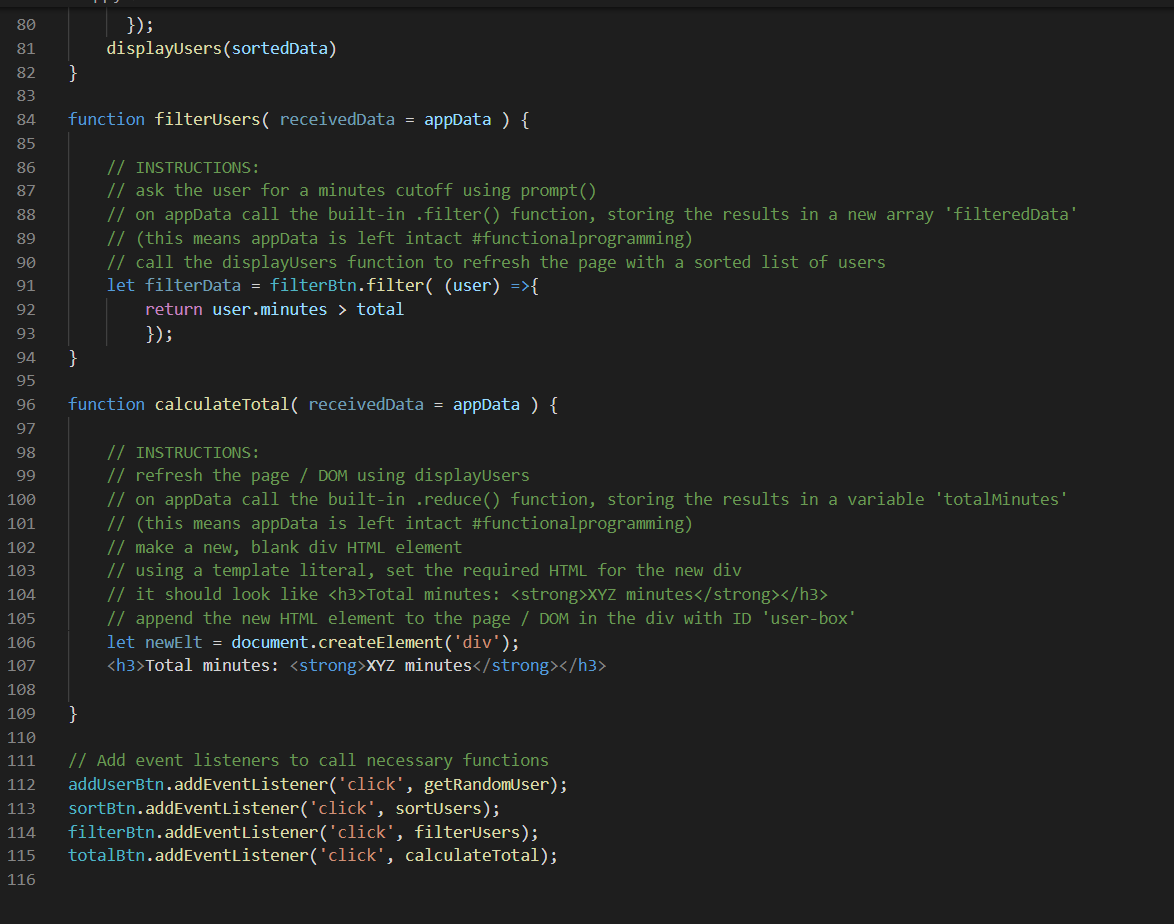 80 });
81 displayUsers(sortedData)
82 }
83
84 function filterUsers( receivedData = appData ) {
85
86 // INSTRUCTIONS:
87 // ask the user for a minutes cutoff using prompt()
88 // on appData call the built-in .filter() function, storing the results in a new array 'filteredData'
89 // (this means appData is left intact #functionalprogramming)
90 // call the displayUsers function to refresh the page with a sorted list of users
91 let filterData = filterBtn.filter( (user) =>{
92 return user.minutes > total
93 });
94 }
95
96 function calculateTotal( receivedData = appData ) {
97
98 // INSTRUCTIONS:
99 // refresh the page / DOM using displayUsers
100 // on appData call the built-in .reduce() function, storing the results in a variable 'totalMinutes'
101 // (this means appData is left intact #functionalprogramming)
102 // make a new, blank div HTML element
103 // using a template literal, set the required HTML for the new div
104 // it should look like <h3>Total minutes: <strong>XYZ minutes</strong></h3>
105 // append the new HTML element to the page / DOM in the div with ID 'user-box'
106 let newElt = document.createElement('div');
107 <h3>Total minutes: <strong>XYZ minutes</strong></h3>
108
109 }
110
111 // Add event listeners to call necessary functions
112 addUserBtn.addEventListener('click', getRandomUser);
113 sortBtn.addEventListener('click', sortUsers);
114 filterBtn.addEventListener('click', filterUsers);
115 totalBtn.addEventListener('click', calculateTotal);
116